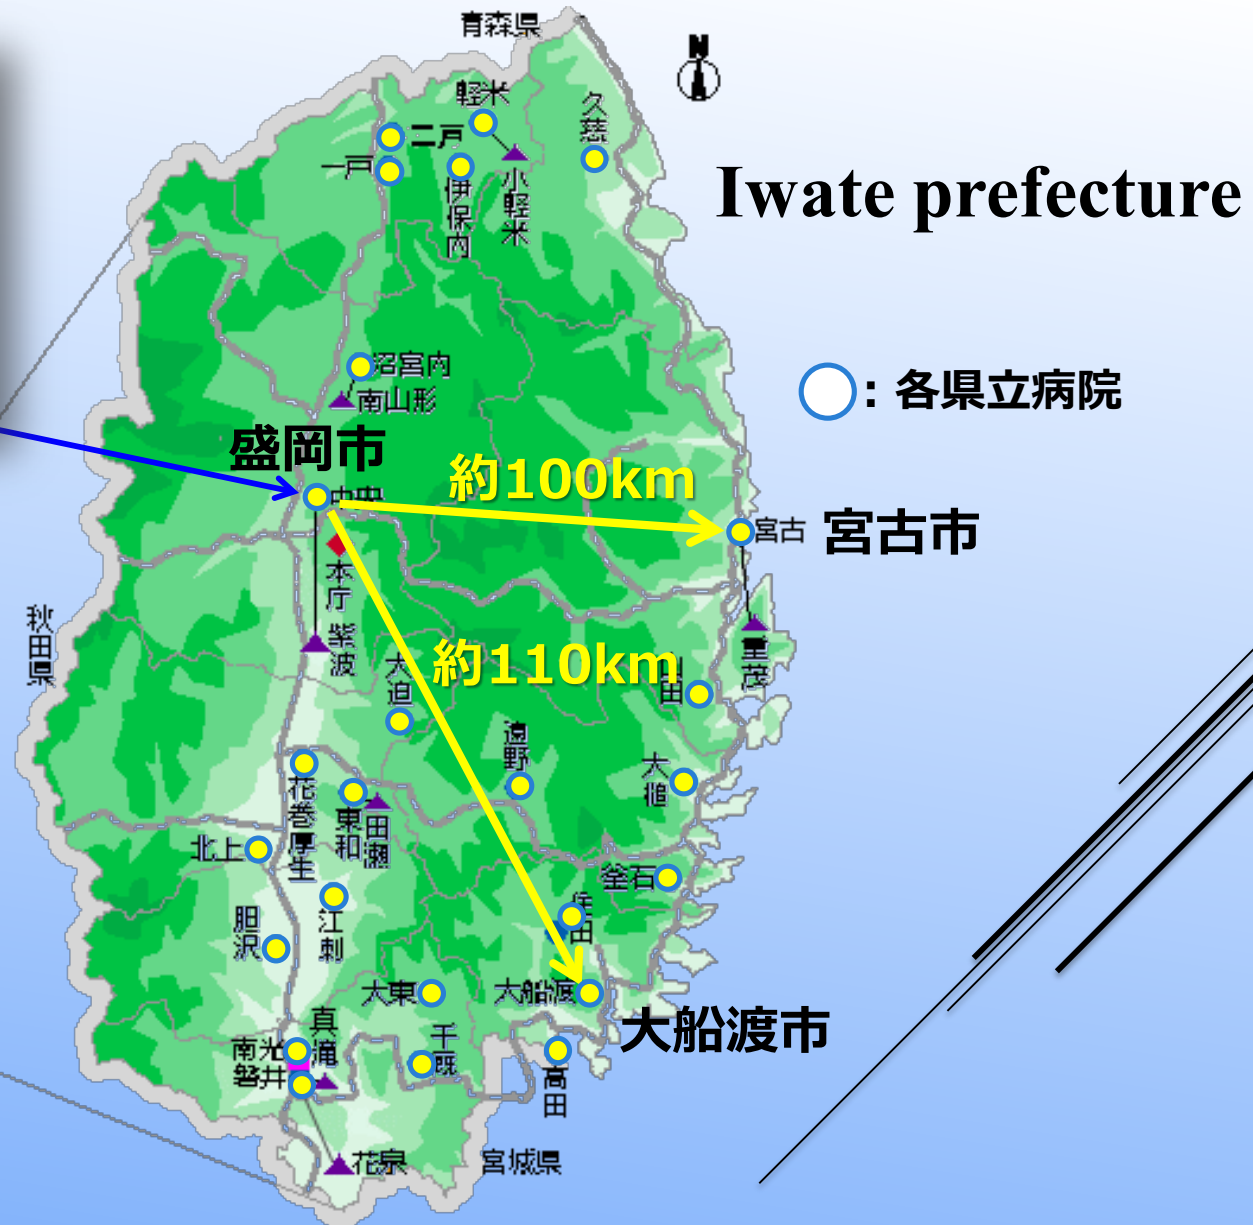 青森県
N
軽米
久慈
二戸
一戸
伊保内
小軽米
Iwate prefecture
沼宮内
南山形
：各県立病院
盛岡市
中央
約100km
宮古
宮古市
本庁
秋田県
紫波
重茂
約110km
大迫
田
遠野
大槌
花巻厚生
東和
田瀬
北上
釜石
江刺
胆沢
住田
大東
大船渡
大船渡市
真滝
南光
千厩
磐井
高田
花泉
宮城県